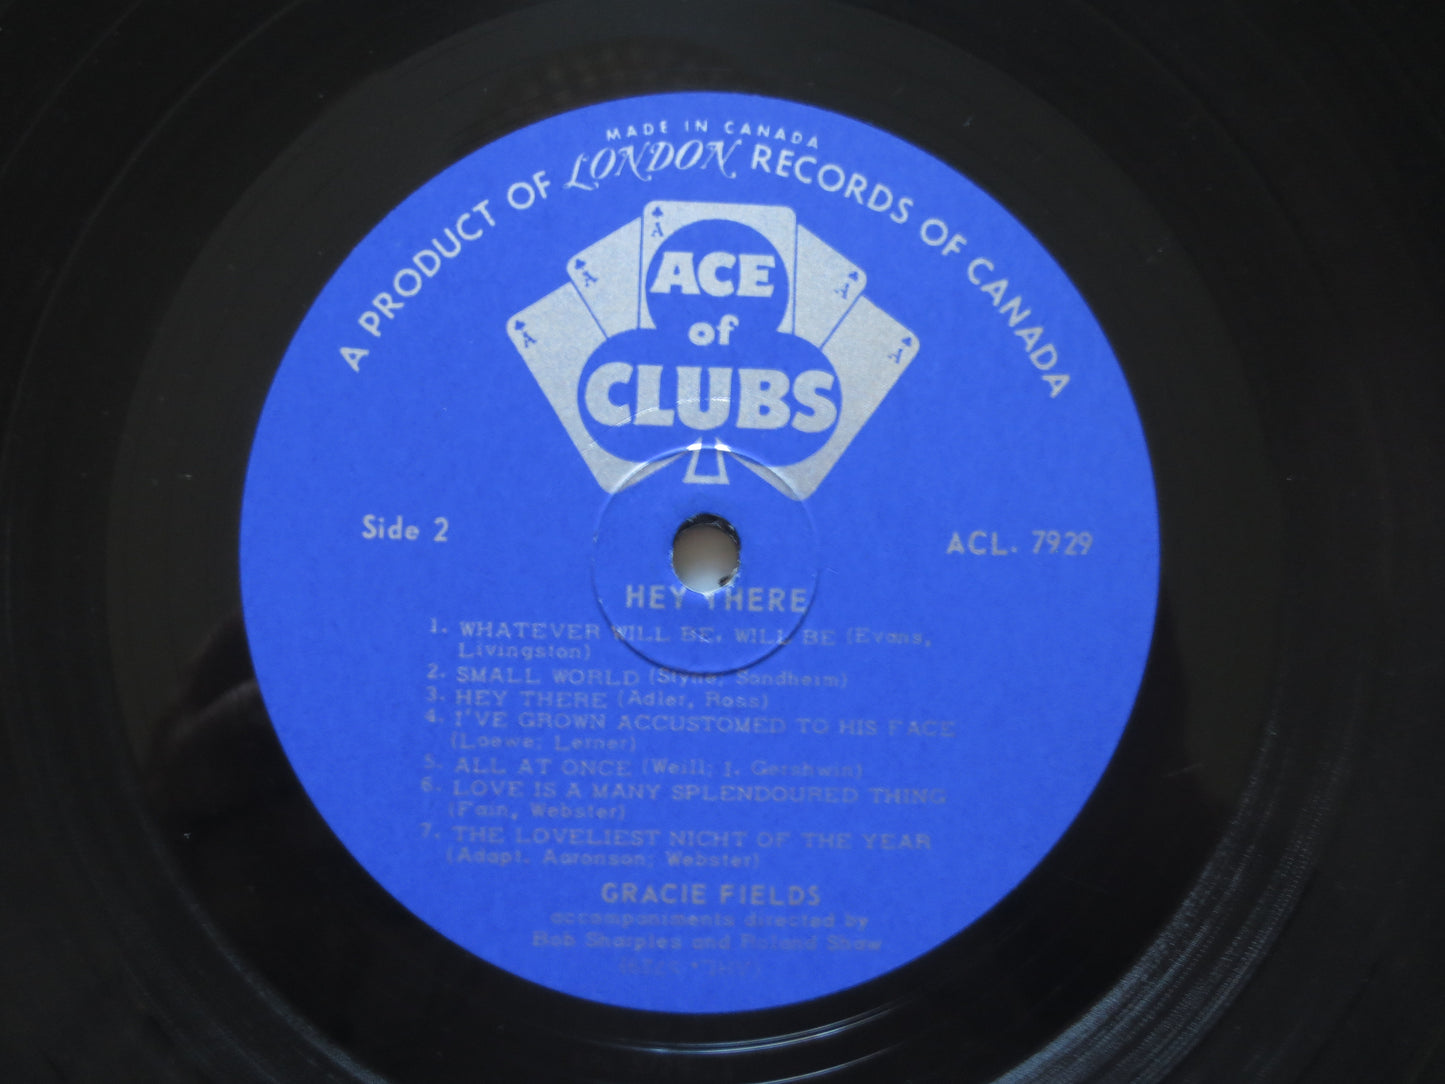 MADE IN CANADA
A PRODUCT OF LONDON RECORDS OF CANADA
A
A
A
A
A
ACE
of
CLUBS
Side 2
ACL. 7929
HEY THERE
1. WHATEVER WILL BE, WILL BE (Evans,
Livingston)
2. SMALL WORLD (Styne, Sondheim)
3. HEY THERE (Adler, Ross)
4. I'VE GROWN ACCUSTOMED TO HIS FACE
(Loewe; Lerner)
5. ALL AT ONCE (Weill; I. Gershwin)
6. LOVE IS A MANY SPLENDOURED THING
(Fain, Webster)
7. THE LOVELIEST NIGHT OF THE YEAR
(Adapt. Aaronson; Webster)
GRACIE FIELDS
accompaniments directed by
Bob Sharples and Roland Shaw